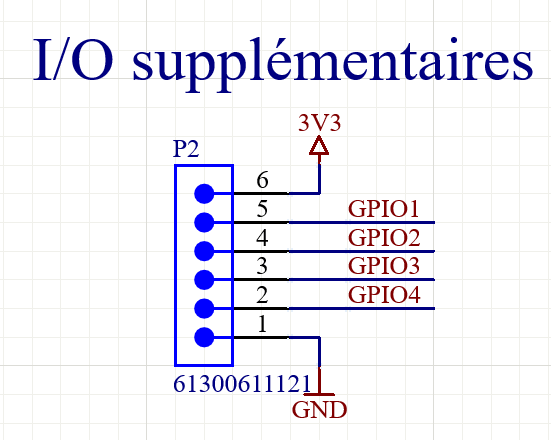 I/O supplémentaires
3V3
P2
6
5 GPIO1
4 GPIO2
3 GPIO3
2 GPIO4
1
61300611121
GND